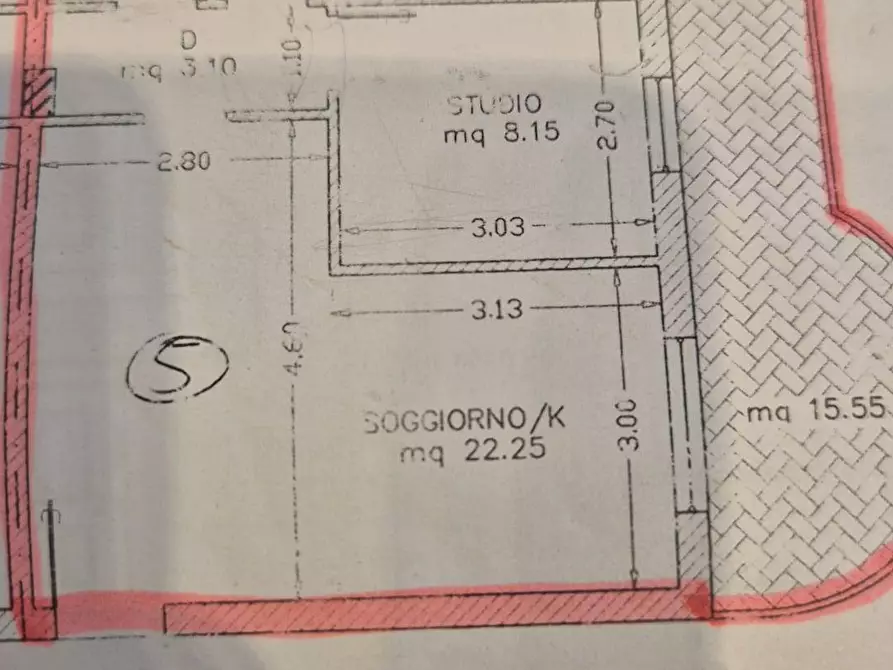 D
mq 3.10
1.10
STUDIO
mq 8.15
2.70
2.80
3.03
3.13
4.60
5
SOGGIORNO/K
mq 22.25
3.00
mq 15.55